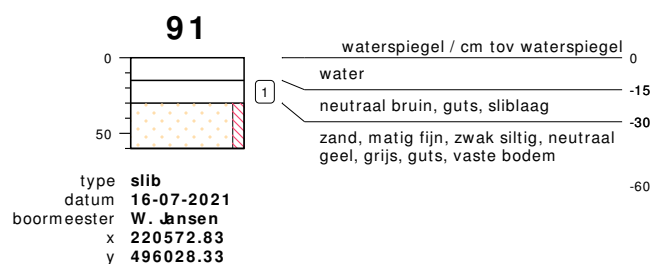 91
waterspiegel / cm tov waterspiegel
0
0
water
-15
1
neutraal bruin, guts, sliblaag
-30
50
zand, matig fijn, zwak siltig, neutraal
geel, grijs, guts, vaste bodem
-60
type slib
datum 16-07-2021
boormeester W. Jansen
x 220572.83
y 496028.33